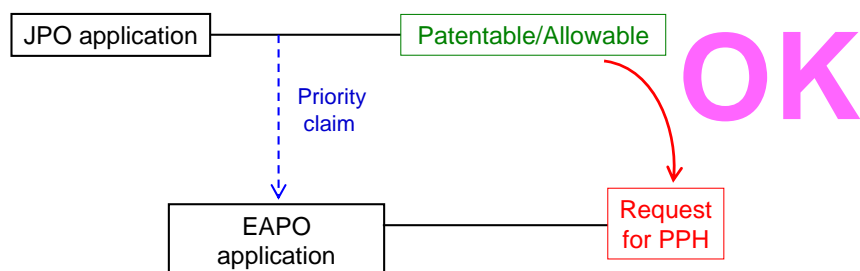 JPO application
Patentable/Allowable
OK
Priority
claim
EAPO
application
Request
for PPH